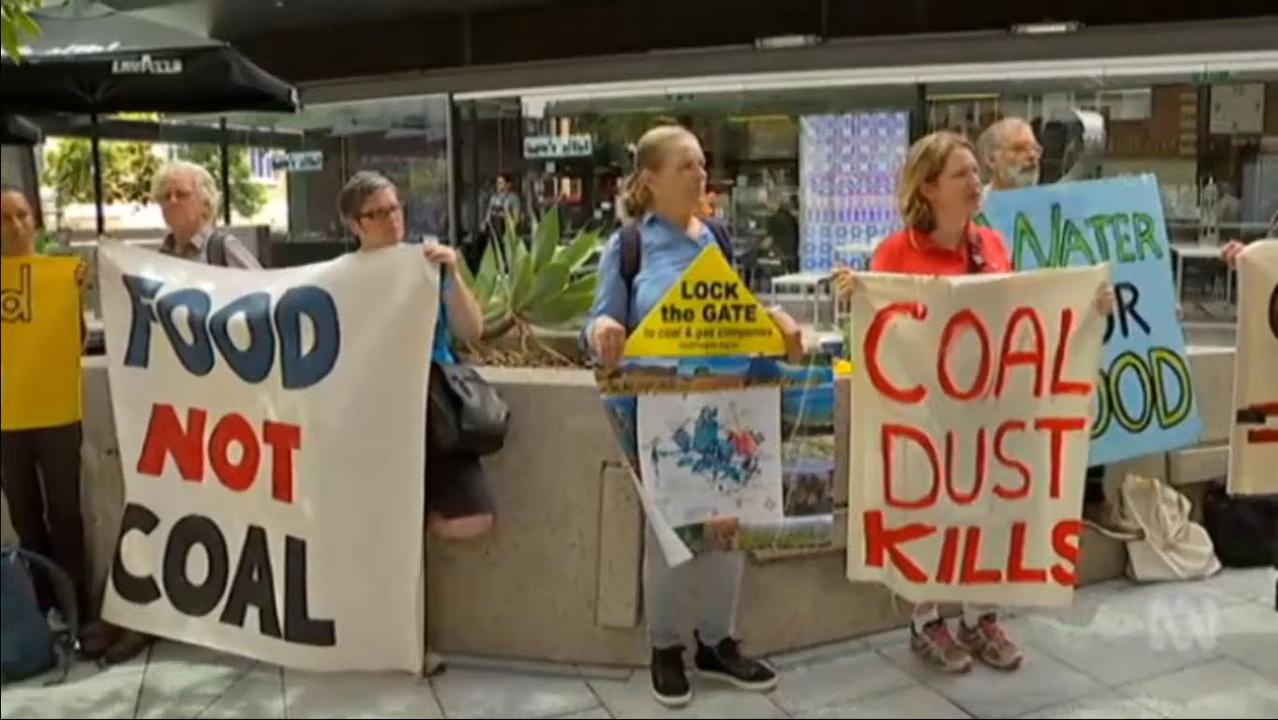 LAVAZZA
FOOD
NOT
COAL
LOCK
the GATE
to coal & gas companies
COAL
DUST
KILLS
WATER
OR
OOD
d